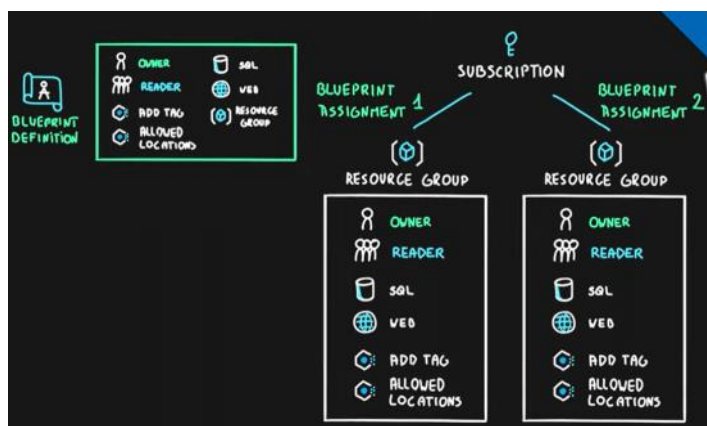 BLUEPRINT
DEFINITION
OWNER
READER
ADD TAG
ALLOWED
LOCATIONS
SQL
WEB
RESOURCE
GROUP
SUBSCRIPTION
BLUEPRINT
ASSIGNMENT 1
BLUEPRINT
ASSIGNMENT 2
RESOURCE GROUP
OWNER
READER
SQL
WEB
ADD TAG
ALLOWED
LOCATIONS
RESOURCE GROUP
OWNER
READER
SQL
WEB
ADD TAG
ALLOWED
LOCATIONS